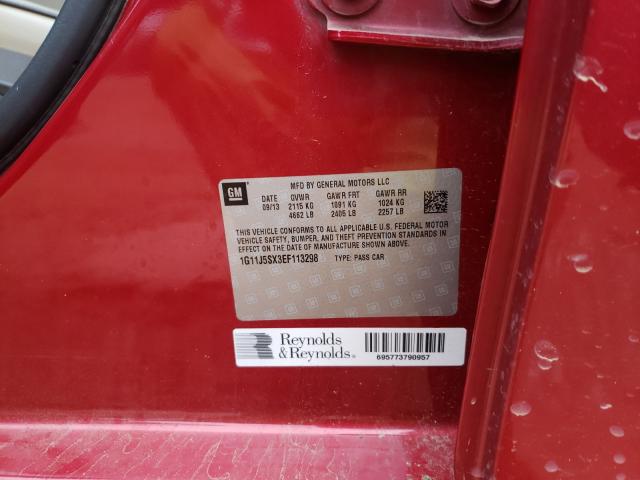 GM
MFD BY GENERAL MOTORS LLC
DATE GVWR GAWR FRT GAWR RR
09/13 2115 KG 1091 KG 1024 KG
4662 LB 2405 LB 2257 LB
THIS VEHICLE CONFORMS TO ALL APPLICABLE U.S. FEDERAL MOTOR
VEHICLE SAFETY, BUMPER, AND THEFT PREVENTION STANDARDS IN
EFFECT ON THE DATE OF MANUFACTURE SHOWN ABOVE.
1G11J5SX3EF113298 TYPE: PASS CAR
Reynolds
&Reynolds®
695773790957